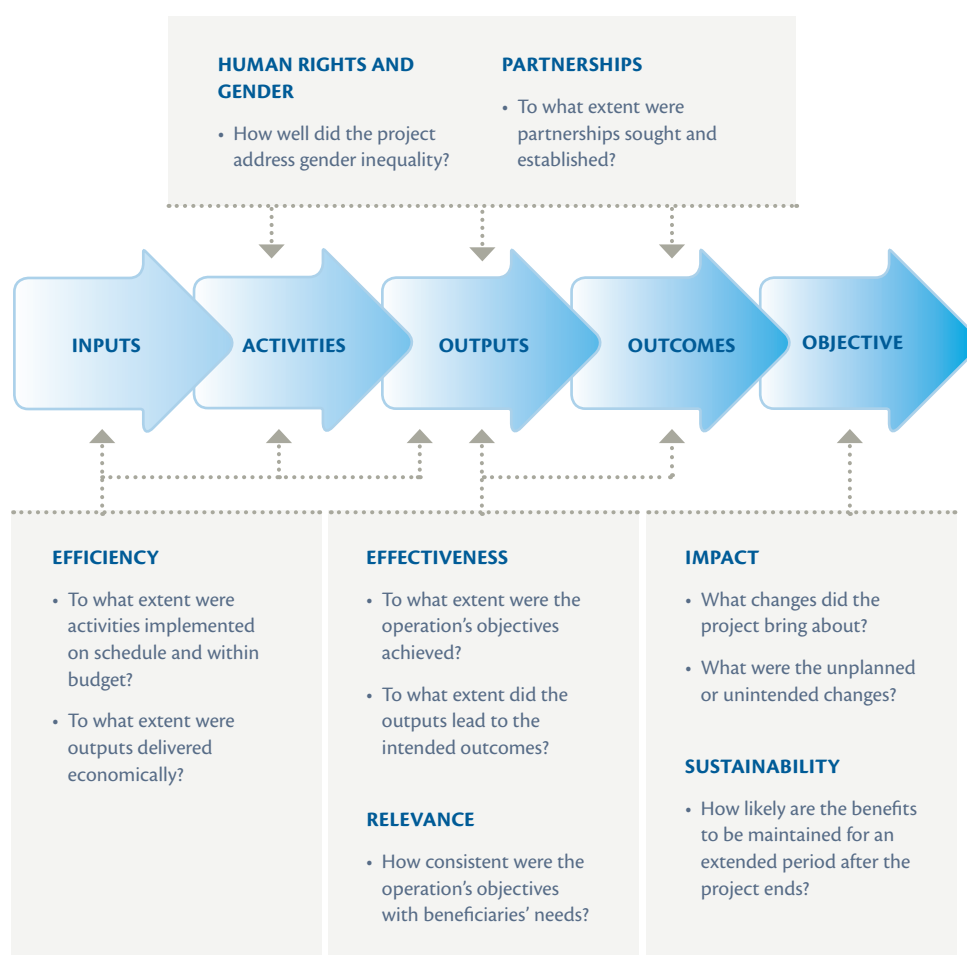 HUMAN RIGHTS AND
GENDER
• How well did the project
address gender inequality?
PARTNERSHIPS
• To what extent were
partnerships sought and
established?
INPUTS
ACTIVITIES
OUTPUTS
OUTCOMES
OBJECTIVE
EFFICIENCY
• To what extent were
activities implemented
on schedule and within
budget?
• To what extent were
outputs delivered
economically?
EFFECTIVENESS
• To what extent were the
operation's objectives
achieved?
• To what extent did the
outputs lead to the
intended outcomes?
RELEVANCE
• How consistent were the
operation's objectives
with beneficiaries' needs?
IMPACT
• What changes did the
project bring about?
• What were the unplanned
or unintended changes?
SUSTAINABILITY
• How likely are the benefits
to be maintained for an
extended period after the
project ends?